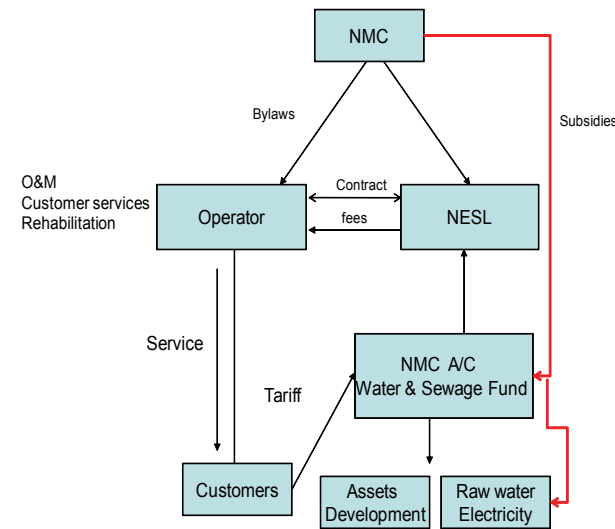 NMC
Bylaws
Subsidies
O&M
Customer services
Rehabilitation
Operator
Contract
fees
NESL
Service
Tariff
NMC A/C
Water & Sewage Fund
Customers
Assets
Development
Raw water
Electricity